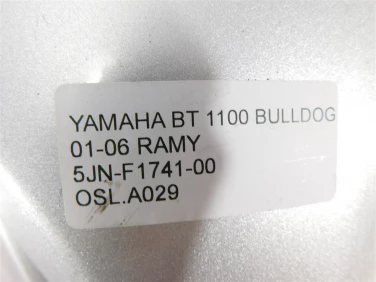 YAMAHA BT 1100 BULLDOG
01-06 RAMY
5JN-F1741-00
OSL.A029